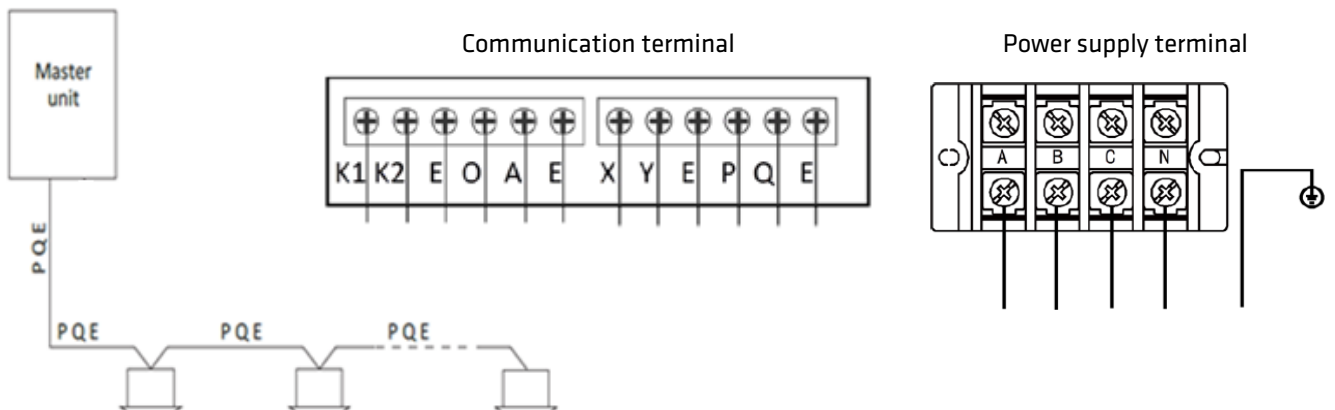 Master
unit
Communication terminal
Power supply terminal
K1 K2 E O A E X Y E P Q E
A B C N
PQE
PQE PQE PQE